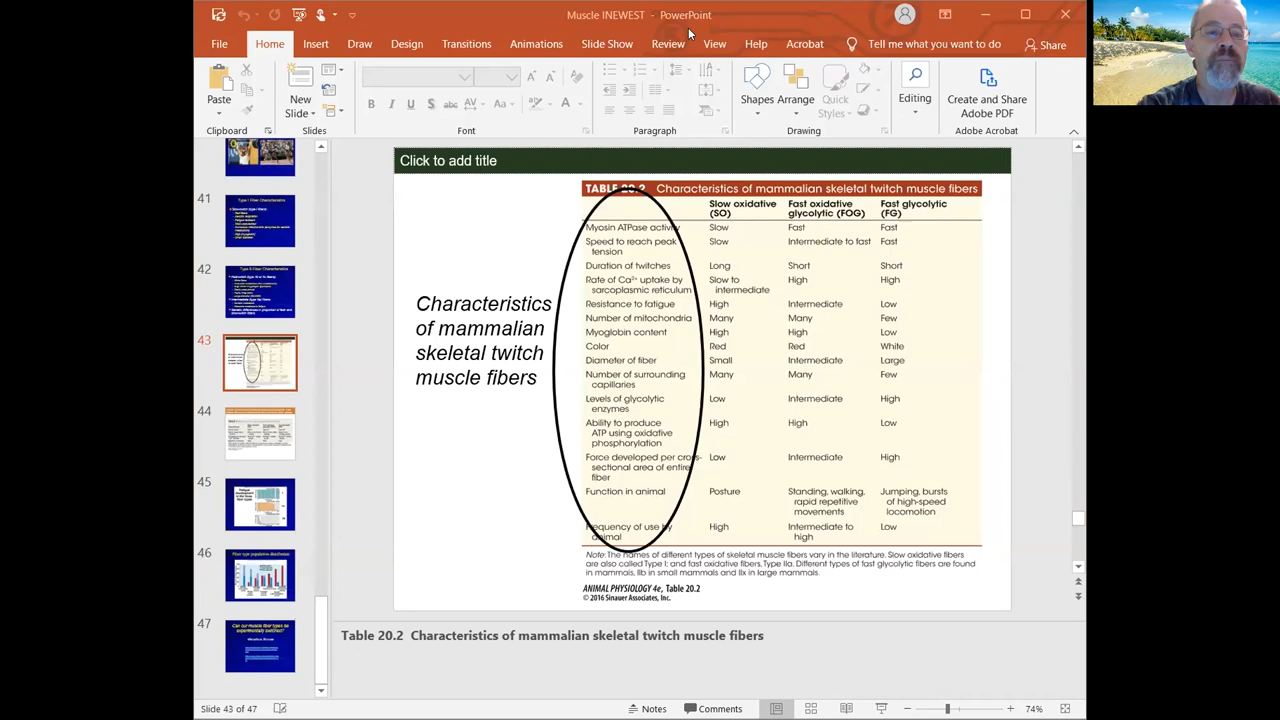 Muscle INEWEST - PowerPoint
File Home Insert Draw Design Transitions Animations Slide Show Review View Help Acrobat Tell me what you want to do Share
Paste
New
Slide
Shapes Arrange Quick
Styles
Editing
Create and Share
Adobe PDF
Clipboard Slides Font Paragraph Drawing Adobe Acrobat
41
42
43
44
45
46
47
Click to add title
Characteristics
of mammalian
skeletal twitch
muscle fibers
TABLE 20.2 Characteristics of mammalian skeletal twitch muscle fibers
Slow oxidative Fast oxidative Fast glycolytic
(SO) glycolytic (FOG) (FG)
Myosin ATPase activity Slow Fast Fast
Speed to reach peak Slow Intermediate to fast Fast
tension
Duration of twitches Long Short Short
Rate of Ca2+ uptake by Slow to High High
sarcoplasmic reticulum intermediate
Resistance to fatigue High Intermediate Low
Number of mitochondria Many Many Few
Myoglobin content High High Low
Color Red Red White
Diameter of fiber Small Intermediate Large
Number of surrounding Many Many Few
capillaries
Levels of glycolytic Low Intermediate High
enzymes
Ability to produce High High Low
ATP using oxidative
phosphorylation
Force developed per cross- Low Intermediate High
sectional area of entire
fiber
Function in animal Posture Standing, walking, Jumping, bursts
rapid repetitive of high-speed
movements locomotion
Frequency of use by High Intermediate to Low
animal high
Note: The names of different types of skeletal muscle fibers vary in the literature. Slow oxidative fibers
are also called Type I; and fast oxidative fibers, Type IIa. Different types of fast glycolytic fibers are found
in mammals, IIb in small mammals and IIx in large mammals.
ANIMAL PHYSIOLOGY 4e, Table 20.2
© 2016 Sinauer Associates, Inc.
Table 20.2 Characteristics of mammalian skeletal twitch muscle fibers
Slide 43 of 47 Notes Comments 74%